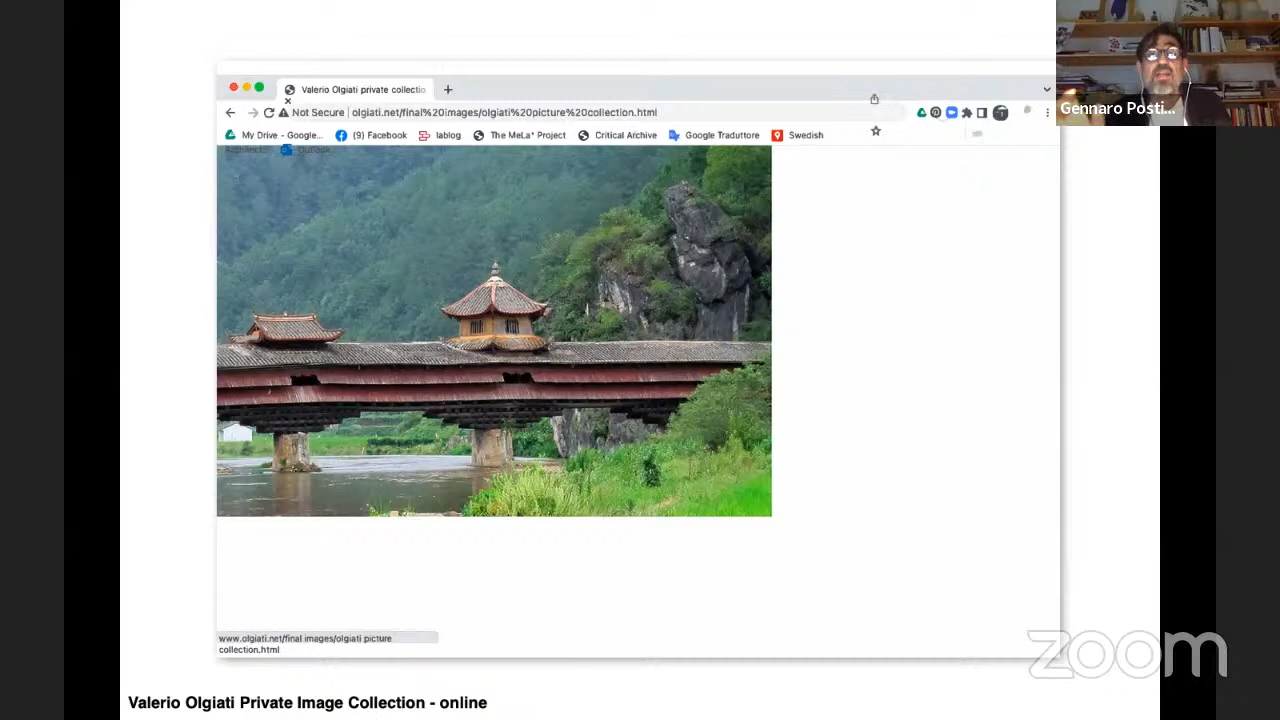 Valerio Olgiati private collectio
Not Secure | olgiati.net/final%20images/olgiati%20picture%20collection.html
My Drive - Google... (9) Facebook lablog The MeLa* Project Critical Archive Google Traduttore Swedish
Architects Outlook
Gennaro Posti...
www.olgiati.net/final images/olgiati picture
collection.html
zoom
Valerio Olgiati Private Image Collection - online